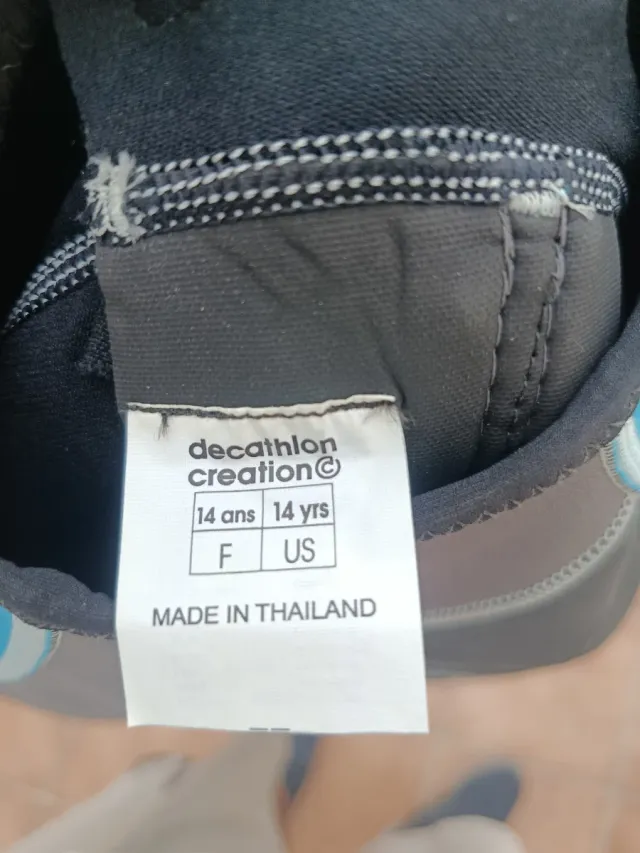 decathlon
creation©
14 ans 14 yrs
F US
MADE IN THAILAND